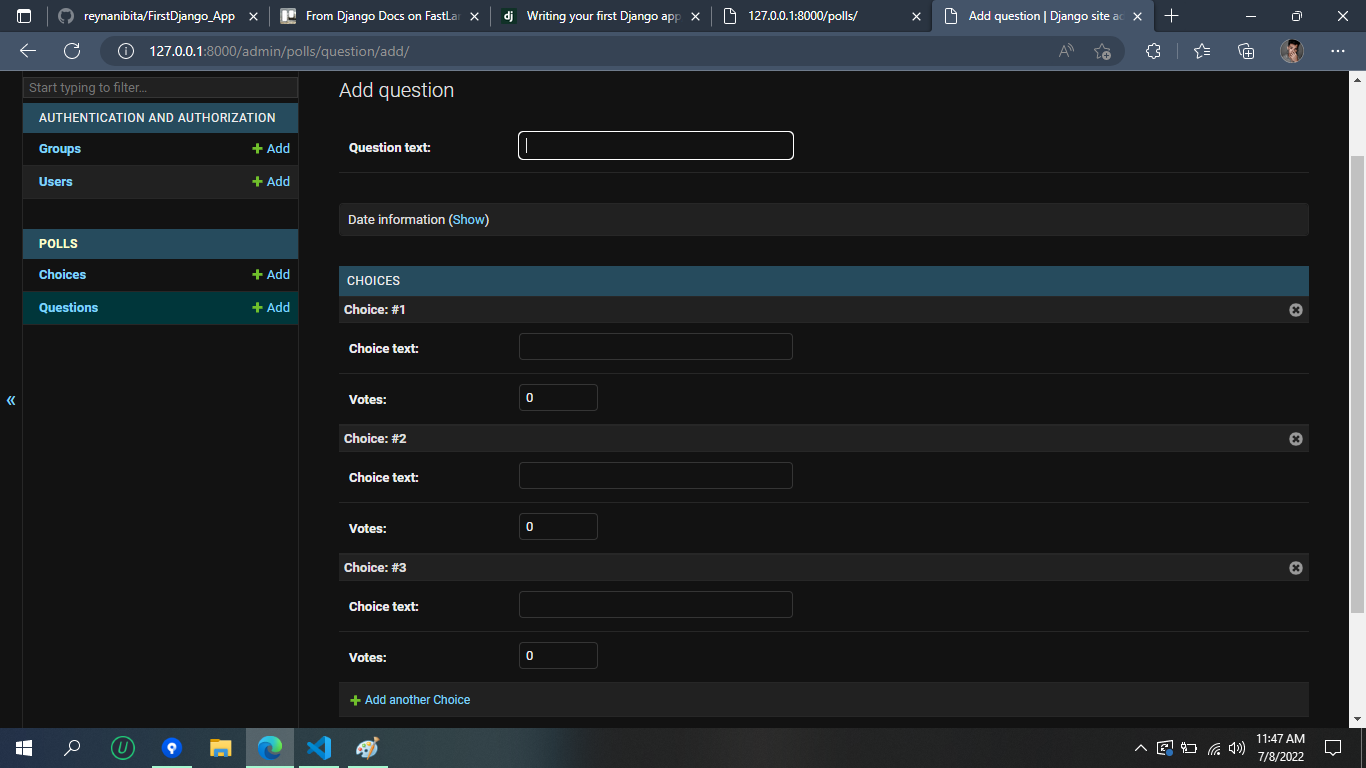 reynanibita/FirstDjango_App
From Django Docs on FastLa
Writing your first Django app
127.0.0.1:8000/polls/
Add question | Django site ad
127.0.0.1:8000/admin/polls/question/add/
Start typing to filter...
AUTHENTICATION AND AUTHORIZATION
Groups + Add
Users + Add
POLLS
Choices + Add
Questions + Add
«
Add question
Question text:
Date information (Show)
CHOICES
Choice: #1
Choice text:
Votes: 0
Choice: #2
Choice text:
Votes: 0
Choice: #3
Choice text:
Votes: 0
+ Add another Choice
11:47 AM
7/8/2022